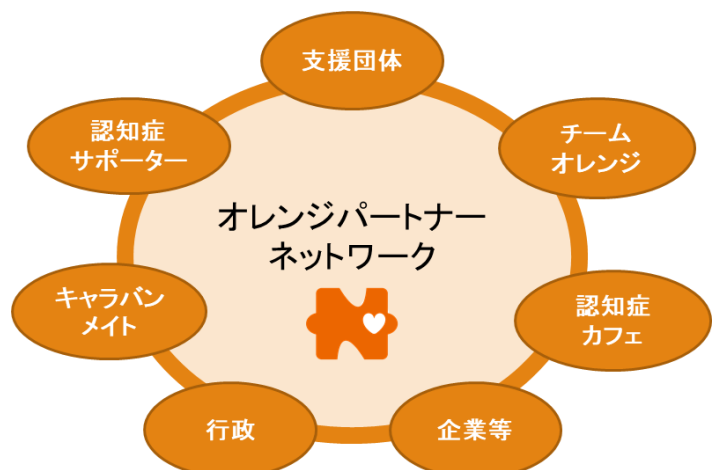 支援団体
認知症
サポーター
チーム
オレンジ
オレンジパートナー
ネットワーク
キャラバン
メイト
認知症
カフェ
行政
企業等